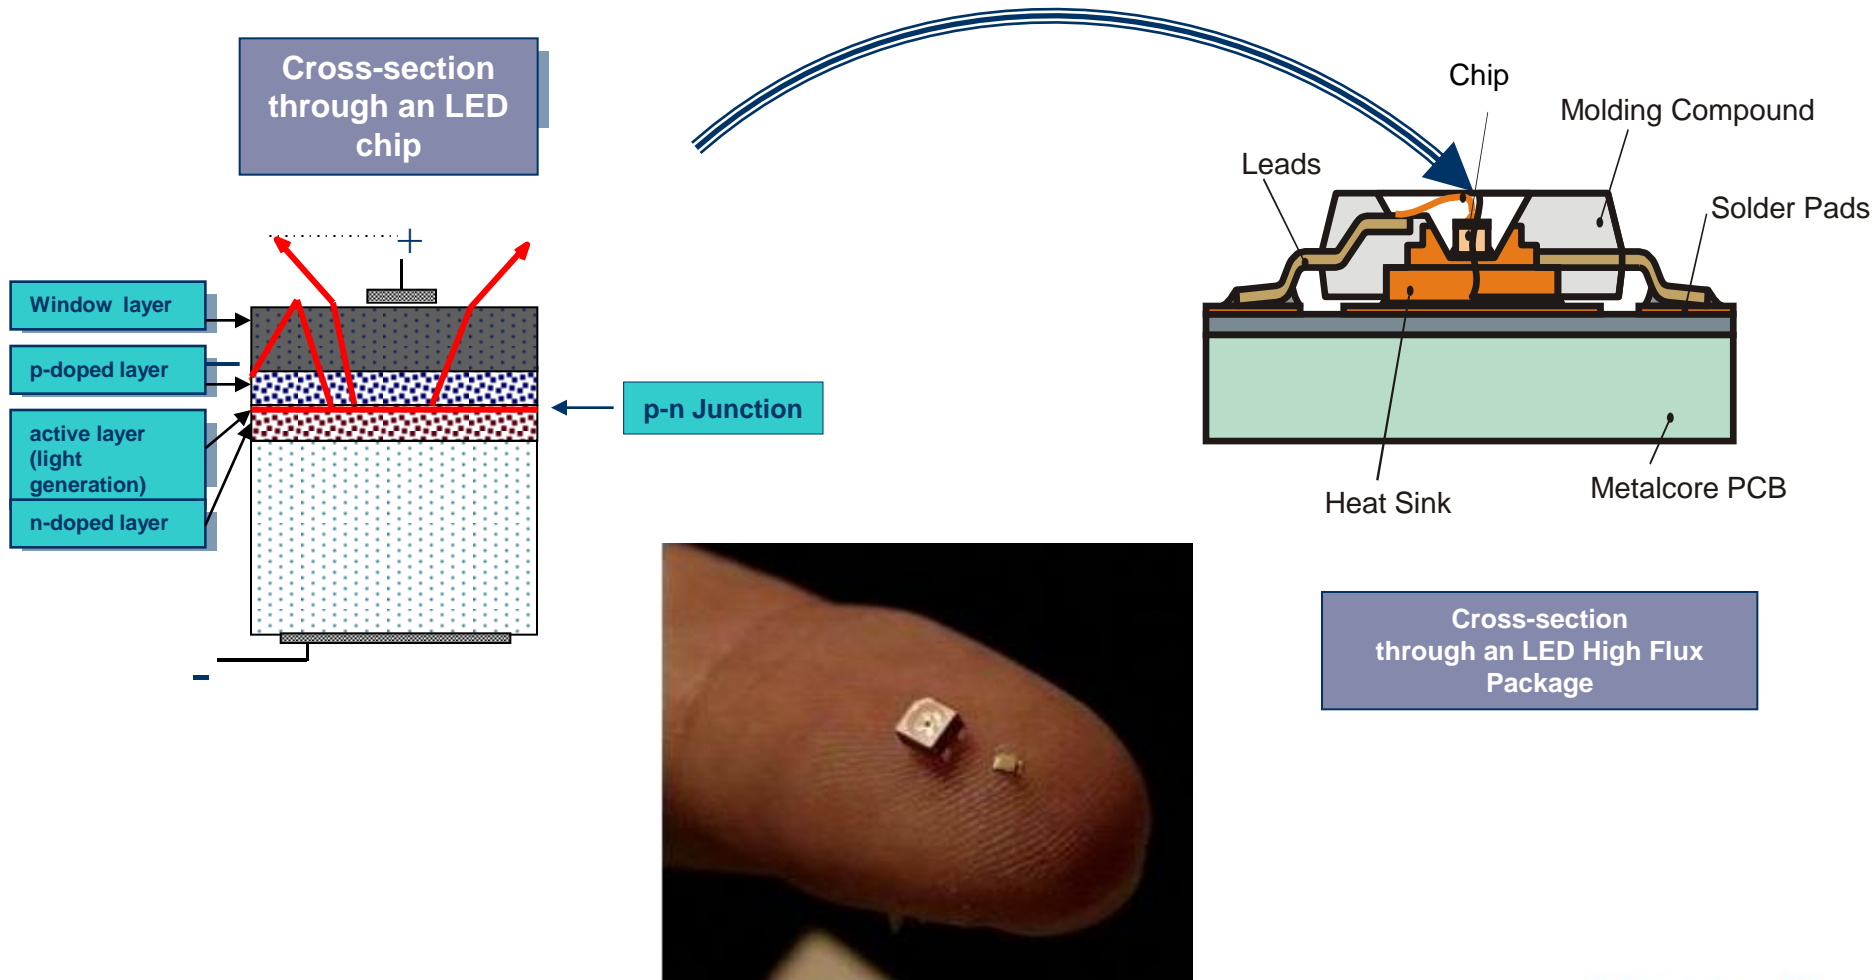 Cross-section
through an LED
chip
Chip
Molding Compound
Leads
Solder Pads
+
Window layer
p-doped layer
p-n Junction
active layer
(light
generation)
n-doped layer
Heat Sink
Metalcore PCB
-
Cross-section
through an LED High Flux
Package